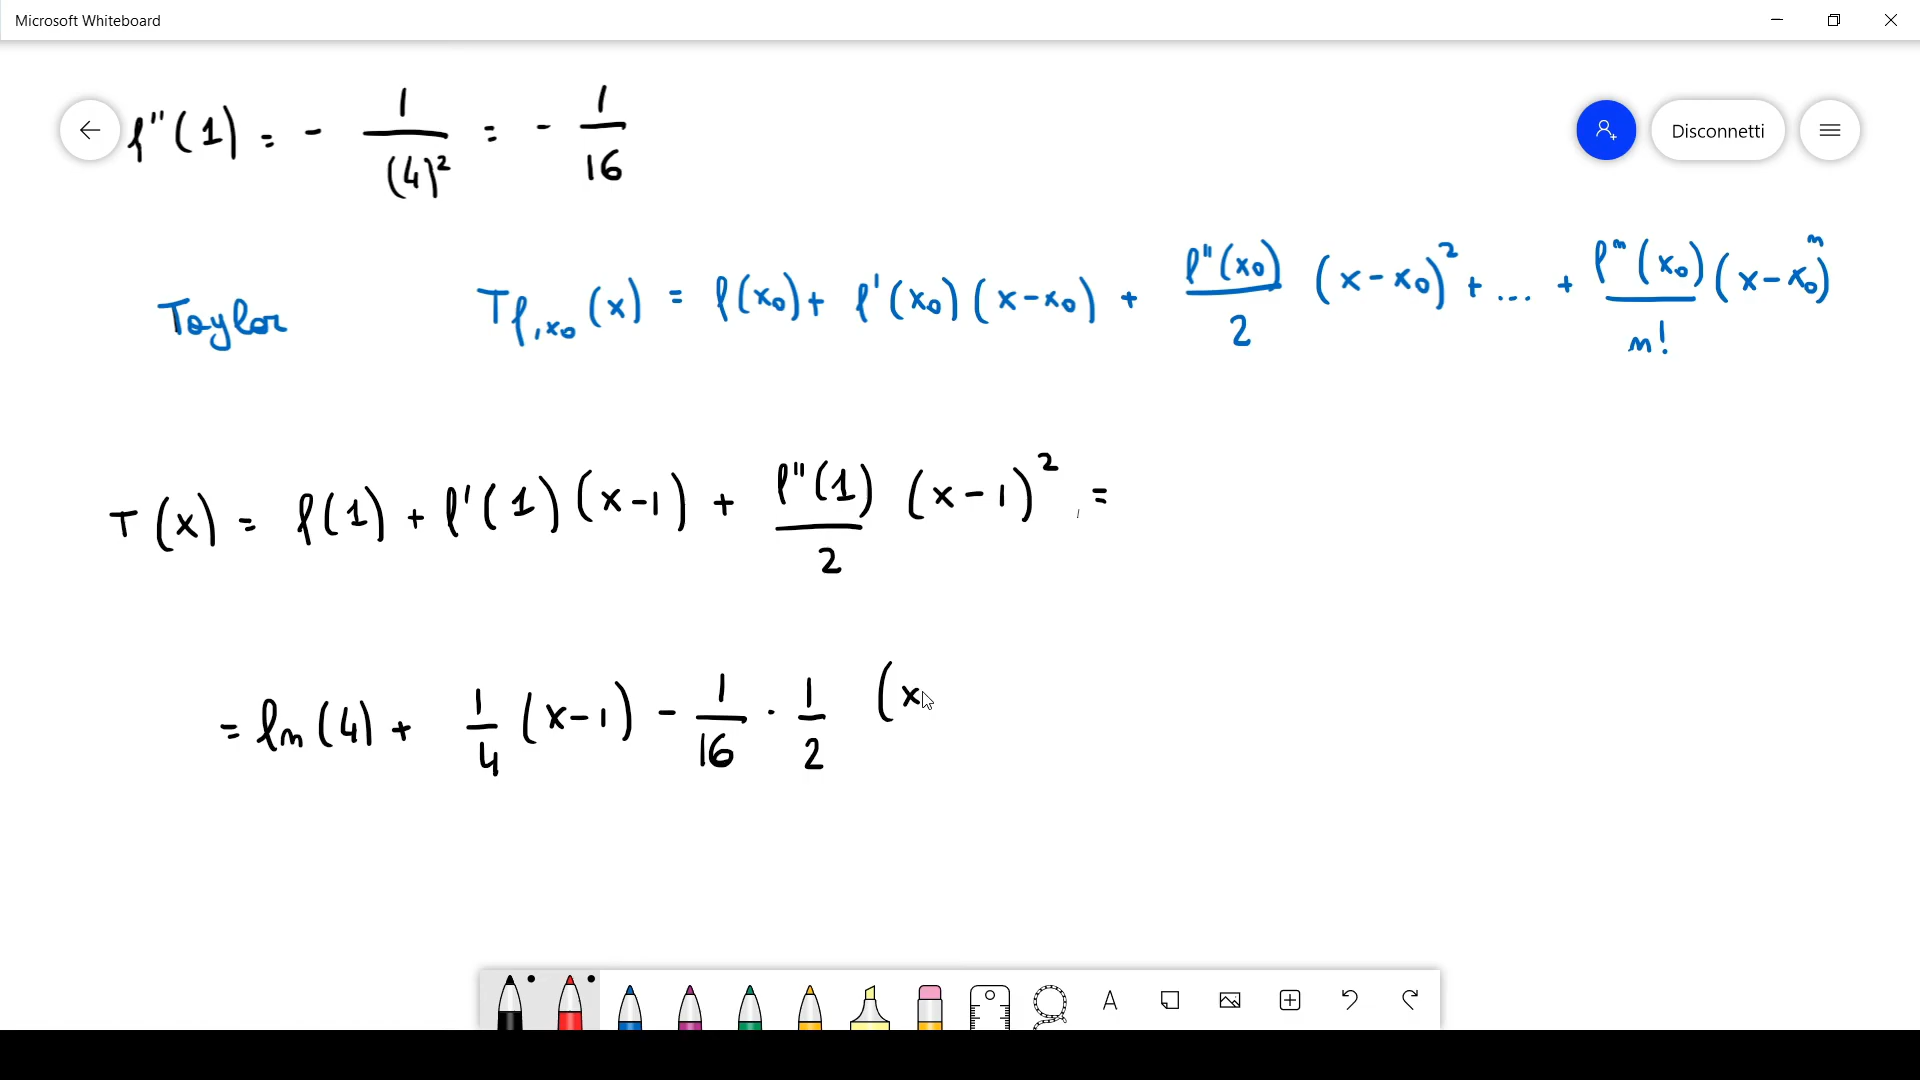 Microsoft Whiteboard
f''(1) = - 1/(4)² = - 1/16
Disconnetti
Taylor T_{f,x₀}(x) = f(x₀) + f'(x₀)(x-x₀) + f''(x₀)/2 (x-x₀)² + ... + fⁿ(x₀)/n! (x-x₀)ⁿ
T(x) = f(1) + f'(1)(x-1) + f''(1)/2 (x-1)² =
= ln(4) + 1/4 (x-1) - 1/16 · 1/2 (x